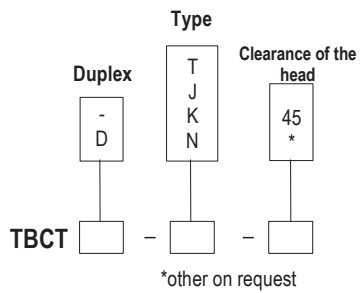 Type
Duplex
Clearance of the
head
-
D
T
J
K
N
45
*
TBCT – –
*other on request